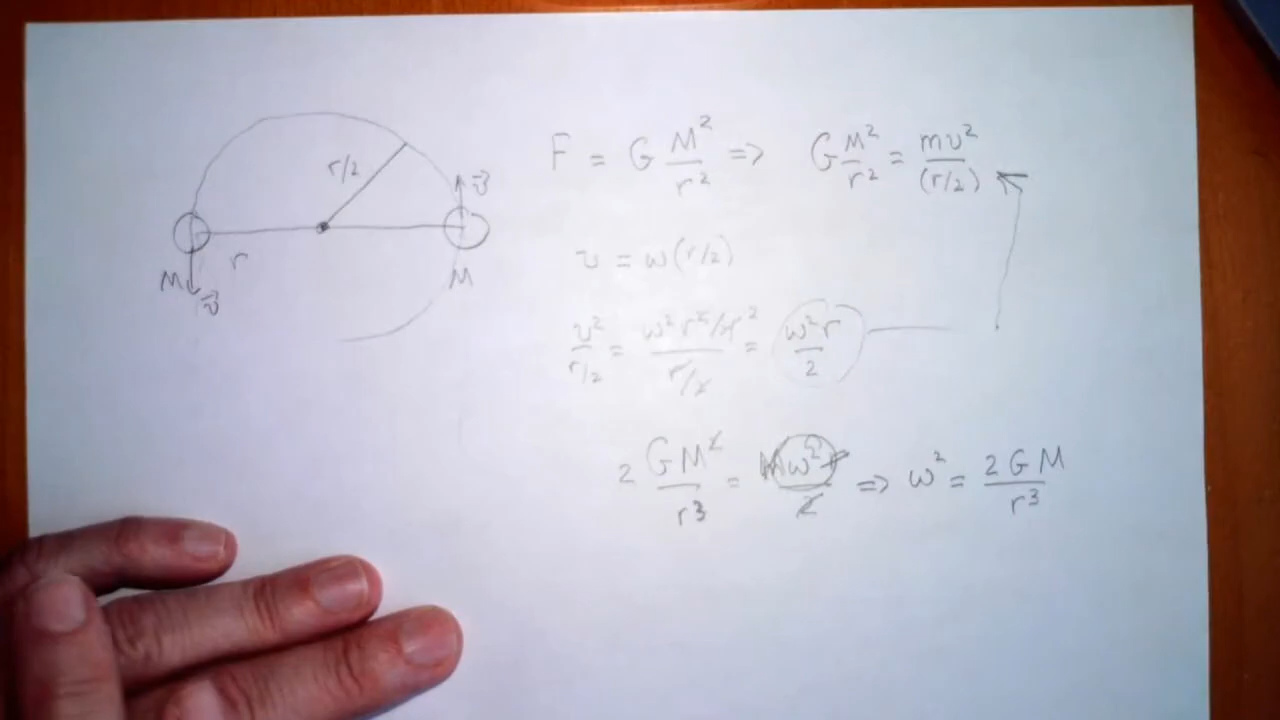 r/2
v⃗
r
M
v⃗
M
F = G M²/r² => G M²/r² = mv²/(r/2)
v = ω(r/2)
v²/r/2 = ω²r²/4/r/2 = ω²r/2
2 GM²/r³ = Mω²r/2 => ω² = 2GM/r³